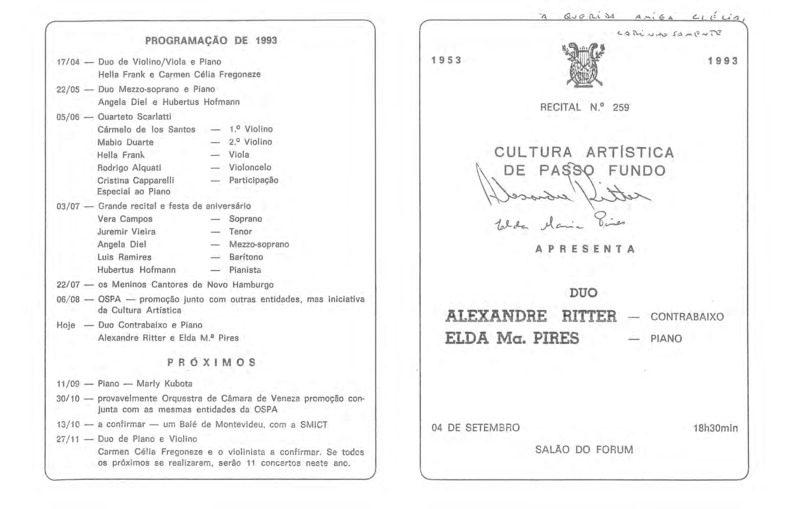 PROGRAMAÇÃO DE 1993
17/04 — Duo de Violino/Viola e Piano
Hella Frank e Carmen Célia Fregoneze
22/05 — Duo Mezzo-soprano e Piano
Angela Diel e Hubertus Hofmann
05/06 — Quarteto Scarlatti
Cármelo de los Santos — 1.º Violino
Mabio Duarte — 2.º Violino
Hella Frank — Viola
Rodrigo Alquati — Violoncelo
Cristina Capparelli — Participação
Especial ao Piano
03/07 — Grande recital e festa de aniversário
Vera Campos — Soprano
Juremir Vieira — Tenor
Angela Diel — Mezzo-soprano
Luis Ramires — Barítono
Hubertus Hofmann — Pianista
22/07 — os Meninos Cantores de Novo Hamburgo
06/08 — OSPA — promoção junto com outras entidades, mas iniciativa
da Cultura Artística
Hoje — Duo Contrabaixo e Piano
Alexandre Ritter e Elda M.ª Pires
PRÓXIMOS
11/09 — Piano — Marly Kubota
30/10 — provavelmente Orquestra de Câmara de Veneza promoção con-
junta com as mesmas entidades da OSPA
13/10 — a confirmar — um Balé de Montevideu, com a SMICT
27/11 — Duo de Piano e Violino
Carmen Célia Fregoneze e o violinista a confirmar. Se todos
os próximos se realizarem, serão 11 concertos neste ano.
A QUERIDA AMIGA CLÉLIA,
CARINHOSAMENTE
1953 1993
RECITAL N.º 259
CULTURA ARTÍSTICA
DE PASSO FUNDO
Alexandre Ritter
Elda Maria Pires
APRESENTA
DUO
ALEXANDRE RITTER — CONTRABAIXO
ELDA Ma. PIRES — PIANO
04 DE SETEMBRO 18h30min
SALÃO DO FORUM